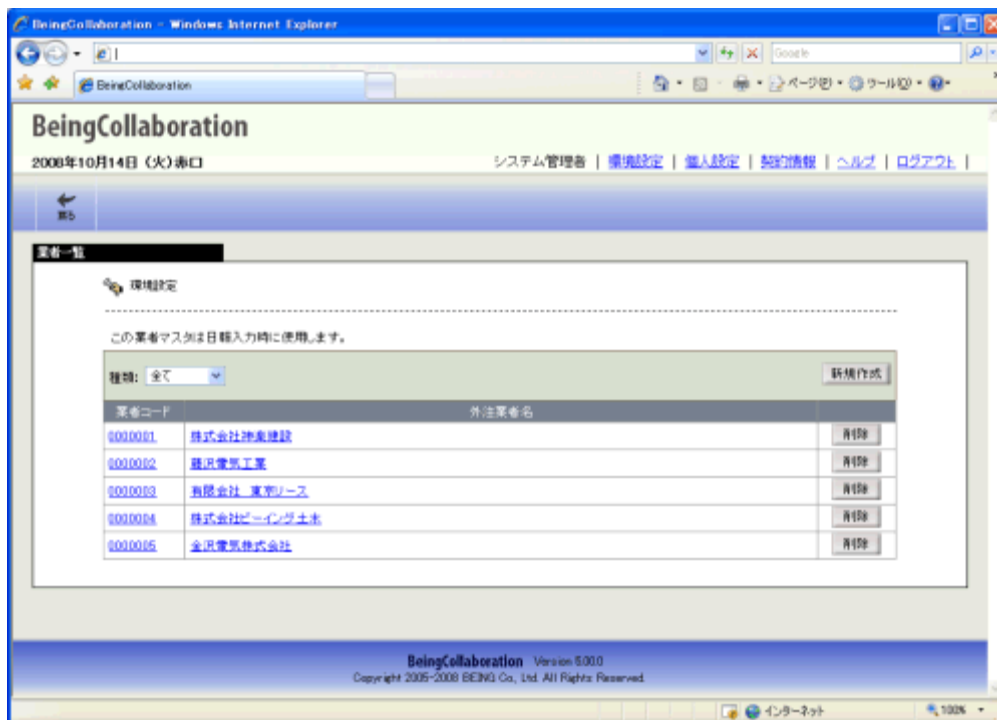 BeingCollaboration - Windows Internet Explorer
Google
BeingCollaboration
ページ(P) ツール(O)
BeingCollaboration
2008年10月14日 (火) 赤口
システム管理者 | 環境設定 | 個人設定 | 契約情報 | ヘルプ | ログアウト |
戻る
業者一覧
環境設定
この業者マスタは日報入力時に使用します。
種類: 全て
新規作成
業者コード 外注業者名
0000001 株式会社神楽建設 削除
0000002 藤沢電気工業 削除
0000003 有限会社 東京リース 削除
0000004 株式会社ビーイング土木 削除
0000005 金沢電気株式会社 削除
BeingCollaboration Version 5.00.0
Copyright 2005-2008 BEING Co., Ltd. All Rights Reserved.
インターネット 100%